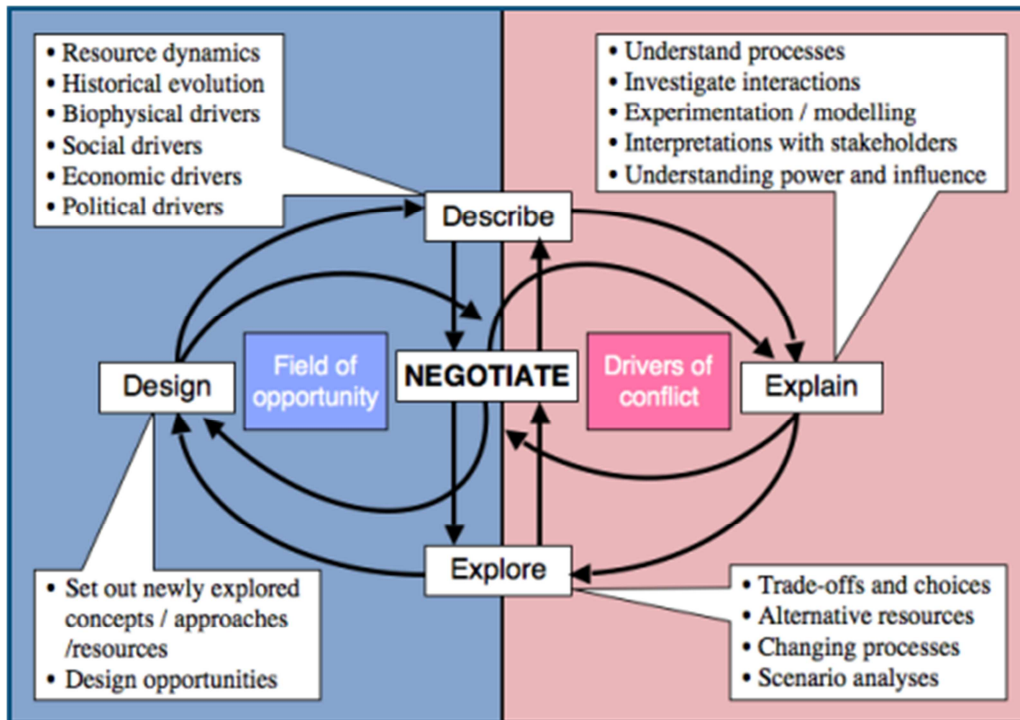 • Resource dynamics
• Historical evolution
• Biophysical drivers
• Social drivers
• Economic drivers
• Political drivers
• Understand processes
• Investigate interactions
• Experimentation / modelling
• Interpretations with stakeholders
• Understanding power and influence
Describe
Design
Field of
opportunity
NEGOTIATE
Drivers of
conflict
Explain
Explore
• Set out newly explored
concepts / approaches
/resources
• Design opportunities
• Trade-offs and choices
• Alternative resources
• Changing processes
• Scenario analyses